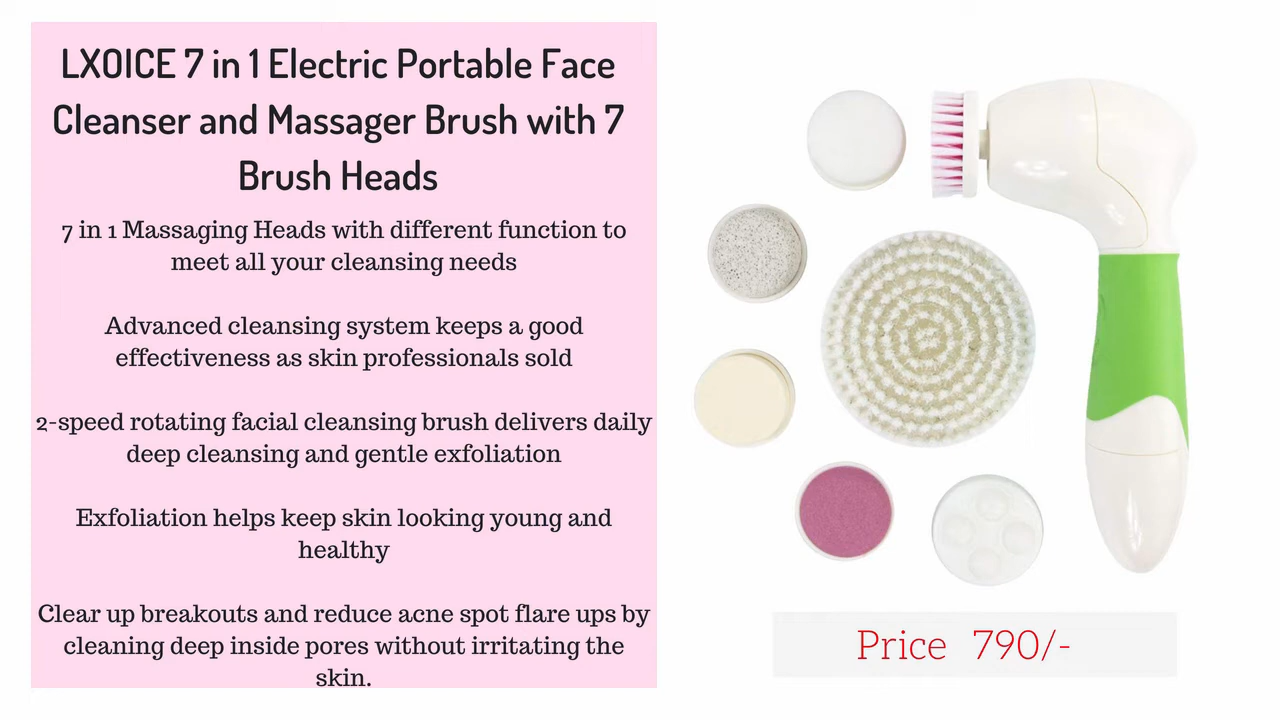 LXOICE 7 in 1 Electric Portable Face
Cleanser and Massager Brush with 7
Brush Heads
7 in 1 Massaging Heads with different function to
meet all your cleansing needs
Advanced cleansing system keeps a good
effectiveness as skin professionals sold
2-speed rotating facial cleansing brush delivers daily
deep cleansing and gentle exfoliation
Exfoliation helps keep skin looking young and
healthy
Clear up breakouts and reduce acne spot flare ups by
cleaning deep inside pores without irritating the
skin.
Price 790/-